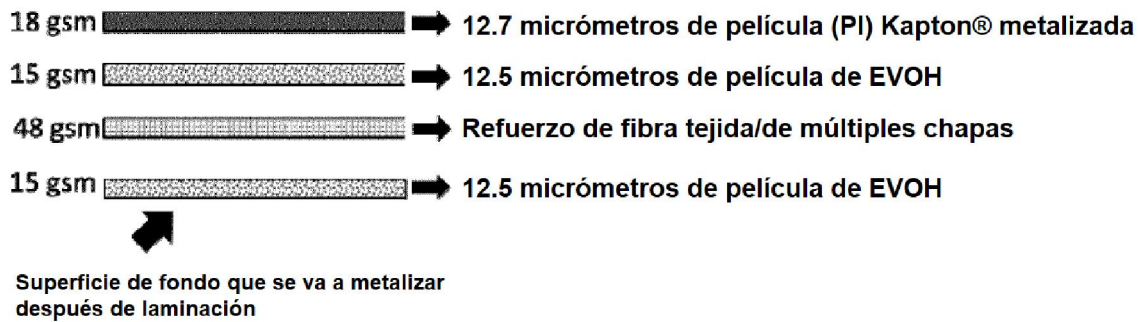 18 gsm 12.7 micrómetros de película (PI) Kapton® metalizada
15 gsm 12.5 micrómetros de película de EVOH
48 gsm Refuerzo de fibra tejida/de múltiples chapas
15 gsm 12.5 micrómetros de película de EVOH
Superficie de fondo que se va a metalizar
después de laminación